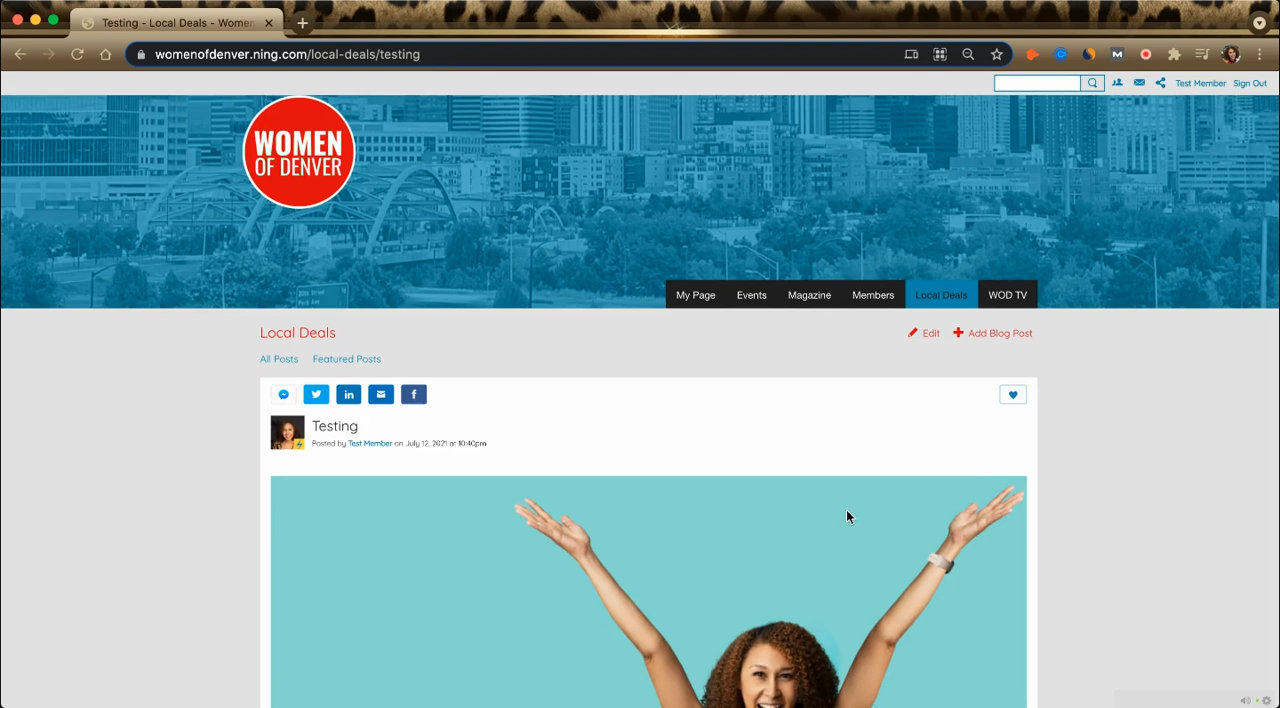 Testing - Local Deals - Women
womenofdenver.ning.com/local-deals/testing
M
Test Member
Sign Out
WOMEN
OF DENVER
My Page
Events
Magazine
Members
Local Deals
WOD TV
Local Deals
Edit
Add Blog Post
All Posts
Featured Posts
in
f
Testing
Posted by Test Member on July 12, 2021 at 10:40pm